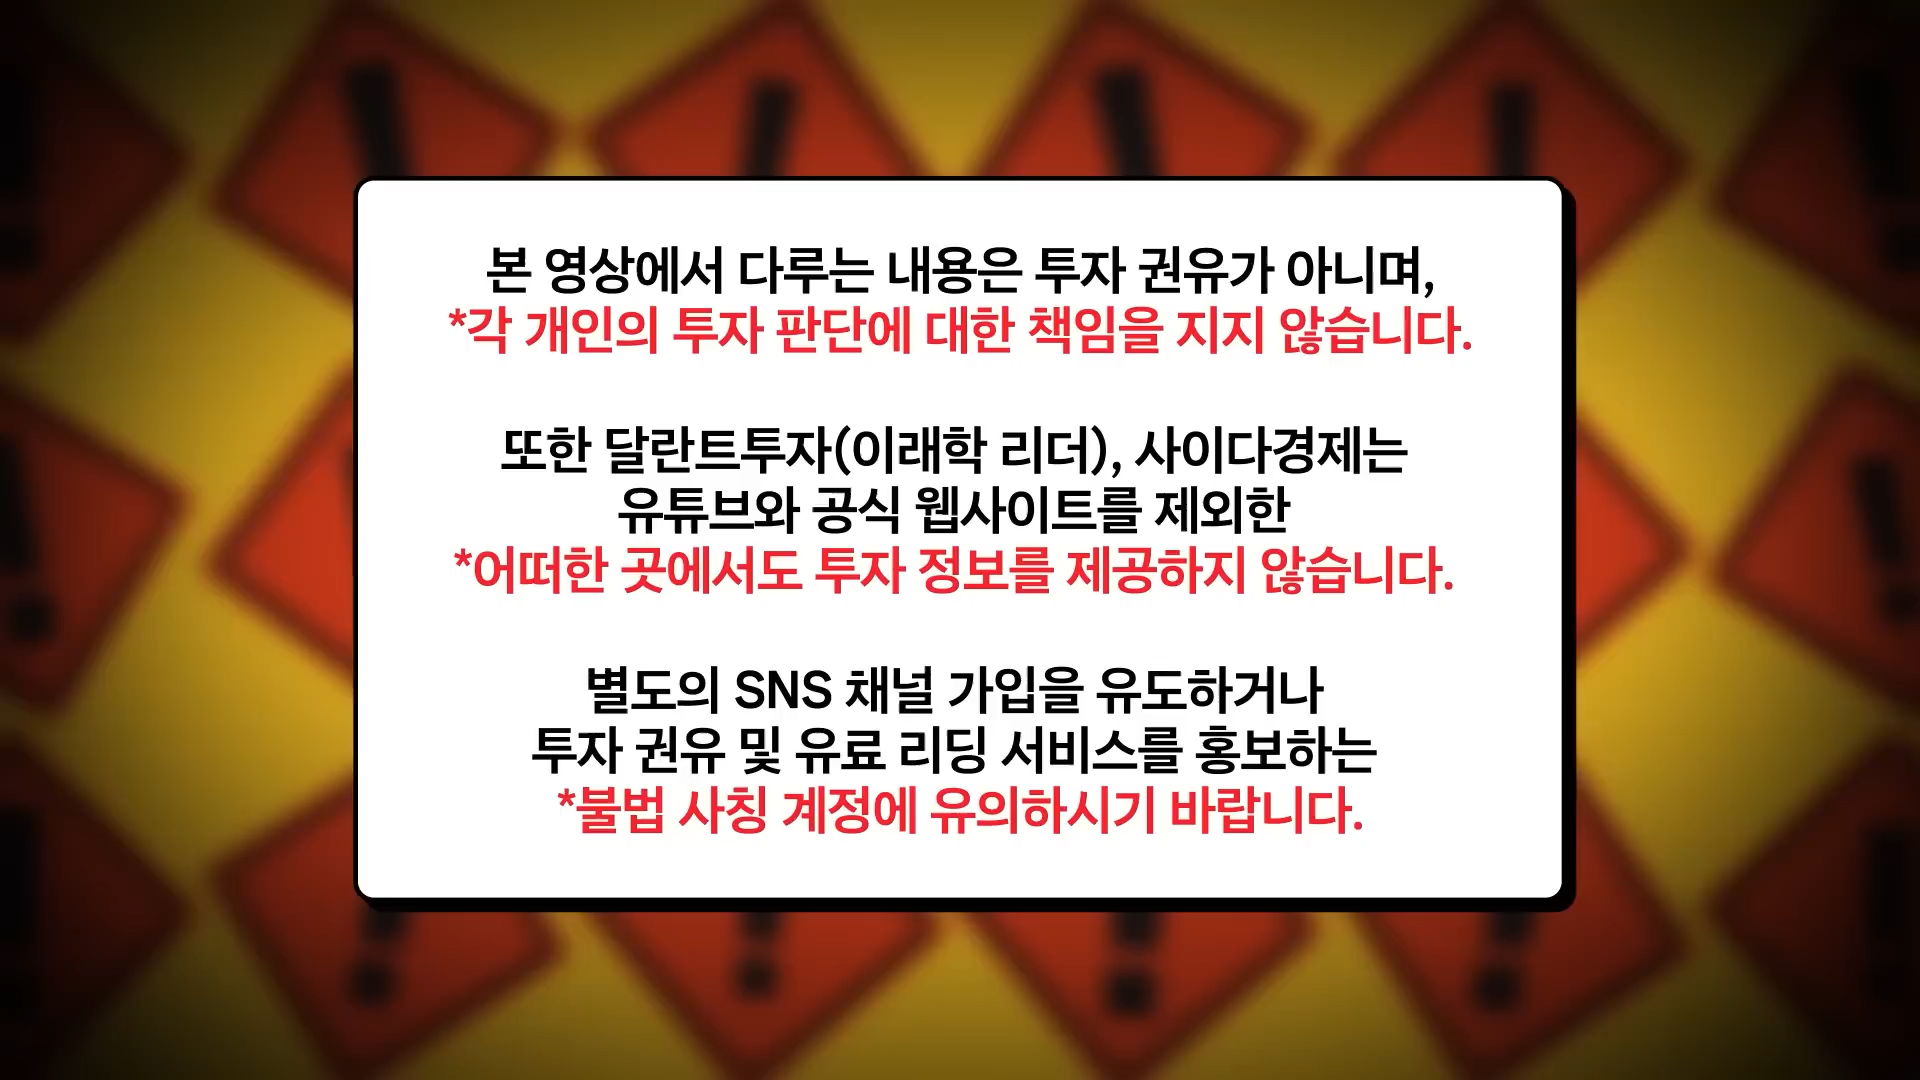 본 영상에서 다루는 내용은 투자 권유가 아니며,
*각 개인의 투자 판단에 대한 책임을 지지 않습니다.
또한 달란트투자(이래학 리더), 사이다경제는
유튜브와 공식 웹사이트를 제외한
*어떠한 곳에서도 투자 정보를 제공하지 않습니다.
별도의 SNS 채널 가입을 유도하거나
투자 권유 및 유료 리딩 서비스를 홍보하는
*불법 사칭 계정에 유의하시기 바랍니다.